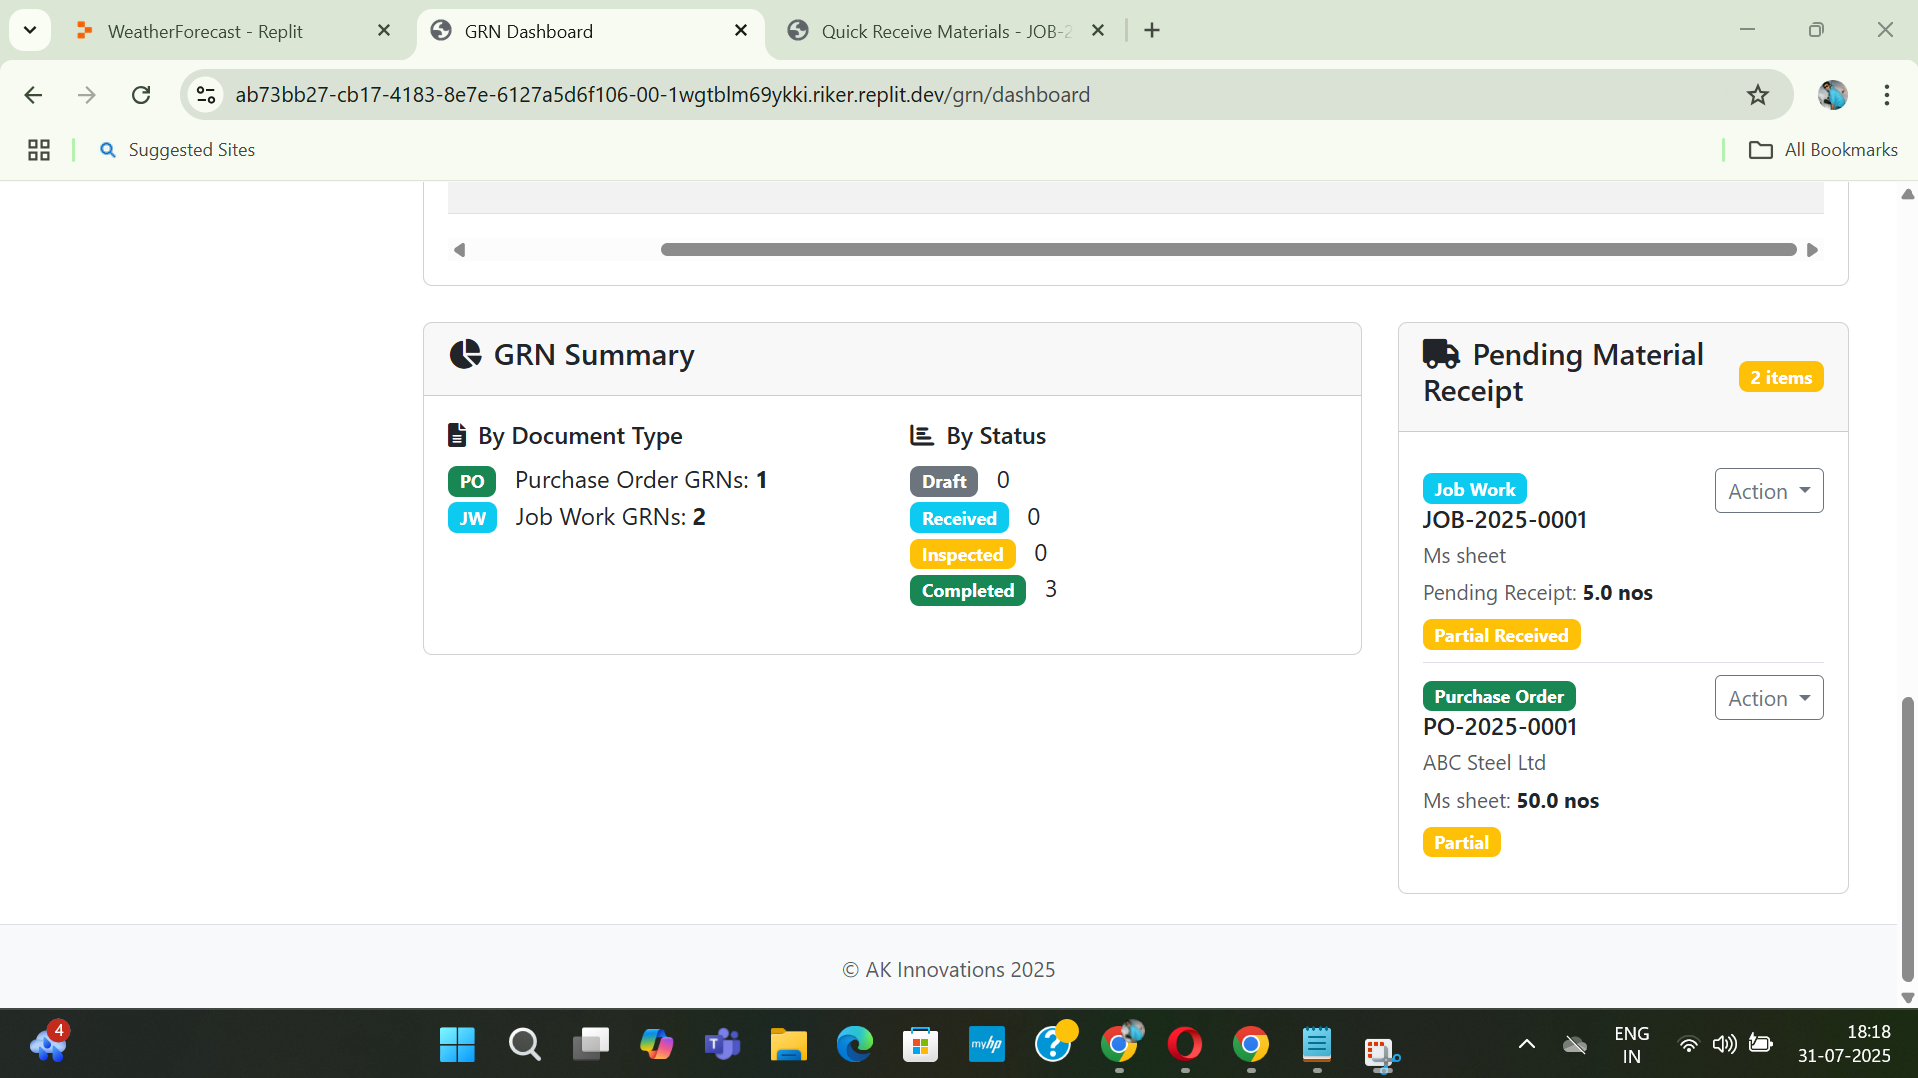 WeatherForecast - Replit
GRN Dashboard
Quick Receive Materials - JOB-2
ab73bb27-cb17-4183-8e7e-6127a5d6f106-00-1wgtblm69ykki.riker.replit.dev/grn/dashboard
Suggested Sites
All Bookmarks
GRN Summary
By Document Type
PO Purchase Order GRNs: 1
JW Job Work GRNs: 2
By Status
Draft 0
Received 0
Inspected 0
Completed 3
Pending Material
Receipt
2 items
Job Work
Action
JOB-2025-0001
Ms sheet
Pending Receipt: 5.0 nos
Partial Received
Purchase Order
Action
PO-2025-0001
ABC Steel Ltd
Ms sheet: 50.0 nos
Partial
© AK Innovations 2025
4
myhp
ENG
IN
18:18
31-07-2025